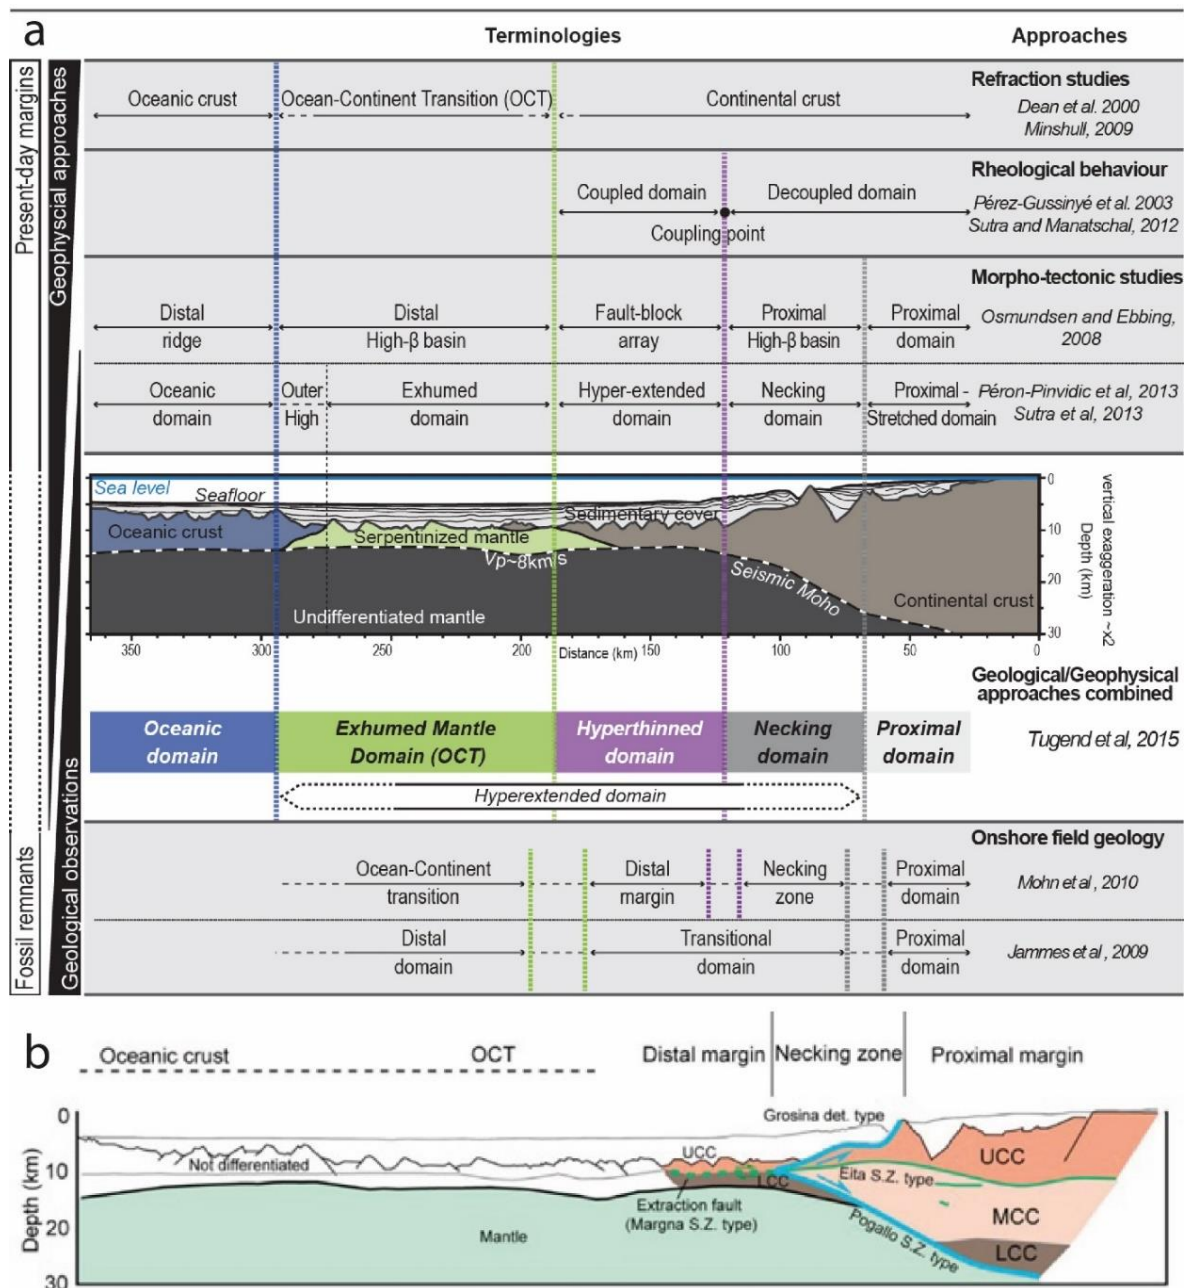 a
Terminologies
Approaches
Present-day margins
Geophyscial approaches
Refraction studies
Oceanic crust
Ocean-Continent Transition (OCT)
Continental crust
Dean et al. 2000
Minshull, 2009
Rheological behaviour
Coupled domain
Decoupled domain
Pérez-Gussinyé et al. 2003
Sutra and Manatschal, 2012
Coupling point
Morpho-tectonic studies
Distal
ridge
Distal
High-β basin
Fault-block
array
Proximal
High-β basin
Proximal
domain
Osmundsen and Ebbing,
2008
Oceanic
domain
Outer
High
Exhumed
domain
Hyper-extended
domain
Necking
domain
Proximal -
Stretched domain
Péron-Pinvidic et al, 2013
Sutra et al, 2013
Sea level
Seafloor
Sedimentary cover
Oceanic crust
Serpentinized mantle
Vp~8km/s
Seismic Moho
Continental crust
Undifferentiated mantle
0
10
20
30
Depth (km)
vertical exaggeration ~x2
350
300
250
200
Distance (km)
150
100
50
0
Geological/Geophysical
approaches combined
Oceanic
domain
Exhumed Mantle
Domain (OCT)
Hyperthinned
domain
Necking
domain
Proximal
domain
Tugend et al, 2015
Hyperextended domain
Fossil remnants
Geological observations
Onshore field geology
Ocean-Continent
transition
Distal
margin
Necking
zone
Proximal
domain
Mohn et al, 2010
Distal
domain
Transitional
domain
Proximal
domain
Jammes et al, 2009
b
Oceanic crust
OCT
Distal margin
Necking zone
Proximal margin
0
10
20
30
Depth (km)
Grosina det. type
Not differentiated
UCC
LCC
UCC
Eita S.Z. type
Extraction fault
(Margna S.Z. type)
Pogallo S.Z. type
MCC
LCC
Mantle